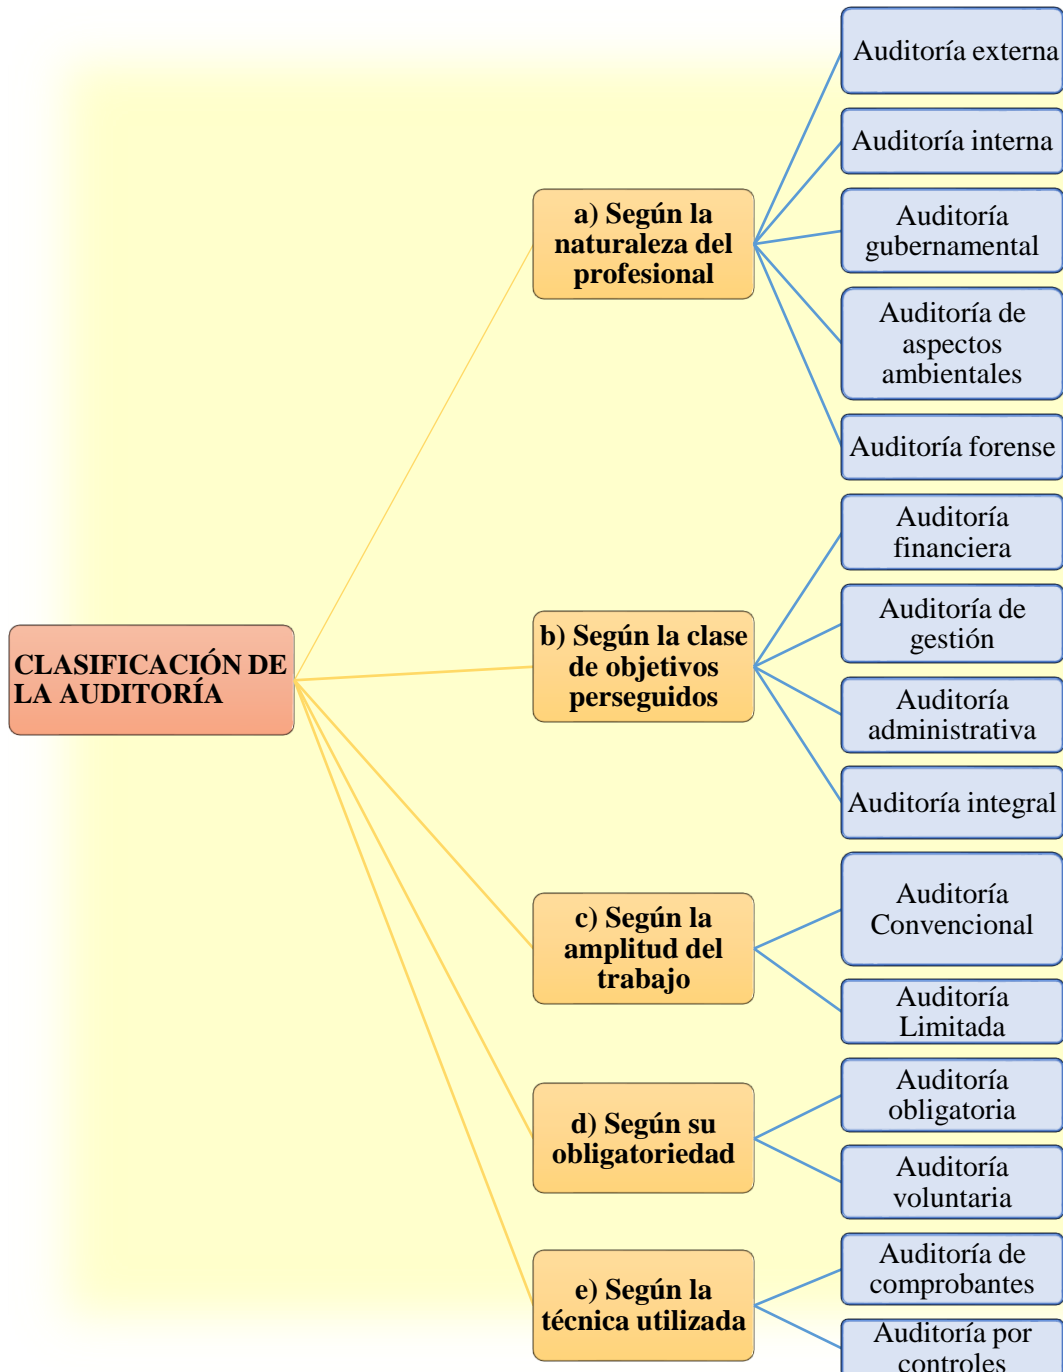 CLASIFICACIÓN DE
LA AUDITORÍA
a) Según la
naturaleza del
profesional
Auditoría externa
Auditoría interna
Auditoría
gubernamental
Auditoría de
aspectos
ambientales
Auditoría forense
b) Según la clase
de objetivos
perseguidos
Auditoría
financiera
Auditoría de
gestión
Auditoría
administrativa
Auditoría integral
c) Según la
amplitud del
trabajo
Auditoría
Convencional
Auditoría
Limitada
d) Según su
obligatoriedad
Auditoría
obligatoria
Auditoría
voluntaria
e) Según la
técnica utilizada
Auditoría de
comprobantes
Auditoría por
controles